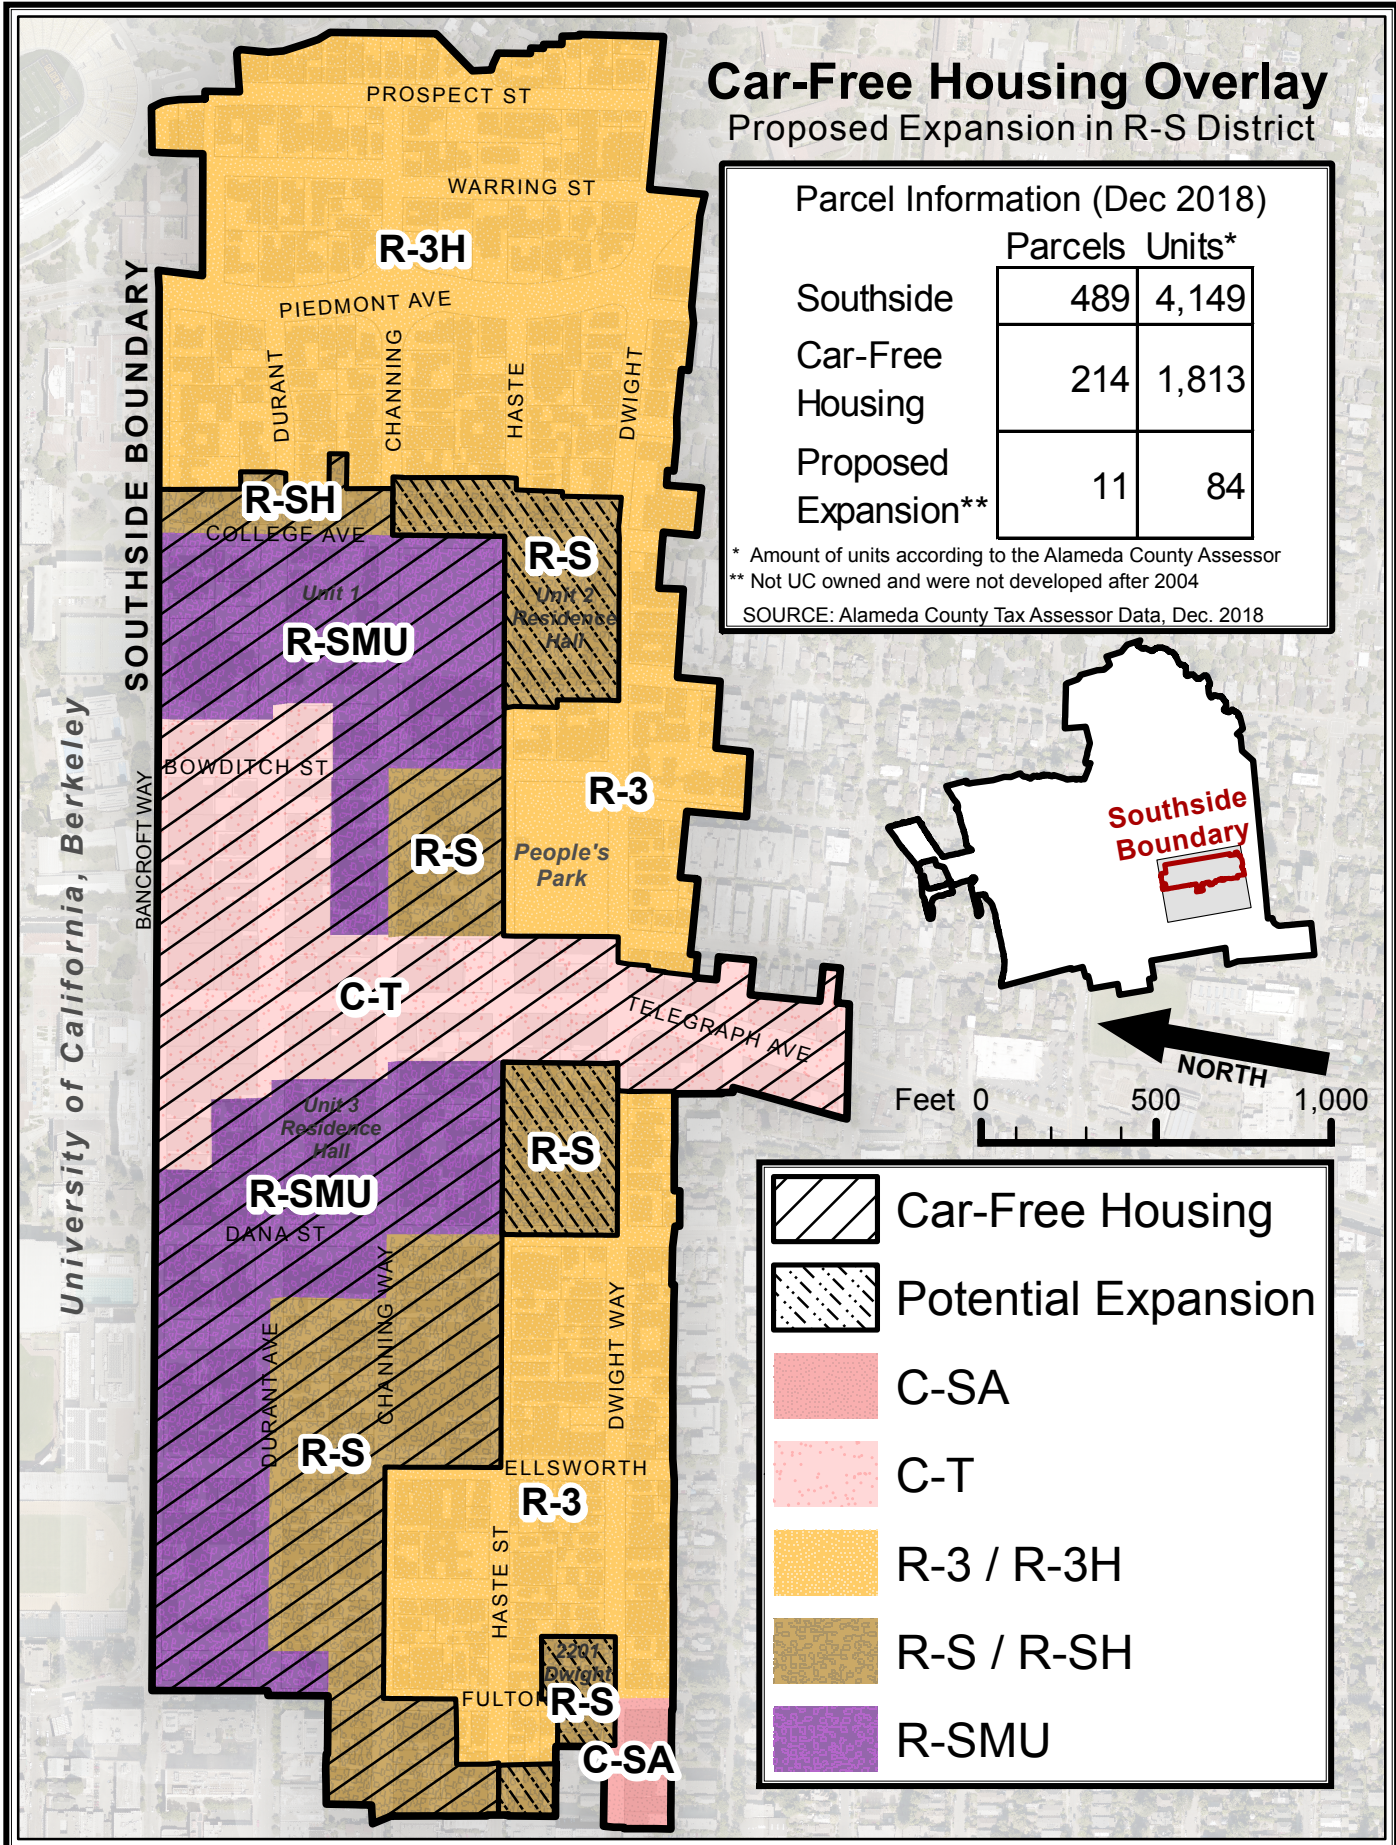 Car-Free Housing Overlay
Proposed Expansion in R-S District
Parcel Information (Dec 2018)
Parcels Units*
Southside 489 4,149
Car-Free
Housing 214 1,813
Proposed
Expansion** 11 84
* Amount of units according to the Alameda County Assessor
** Not UC owned and were not developed after 2004
SOURCE: Alameda County Tax Assessor Data, Dec. 2018
PROSPECT ST
WARRING ST
R-3H
PIEDMONT AVE
DURANT
CHANNING
HASTE
DWIGHT
SOUTHSIDE BOUNDARY
R-SH
COLLEGE AVE
R-S
Unit 2
Residence
Hall
Unit 1
R-SMU
University of California, Berkeley
BANCROFT WAY
BOWDITCH ST
R-3
R-S
People's
Park
C-T
TELEGRAPH AVE
Unit 3
Residence
Hall
R-S
R-SMU
DANA ST
CHANNING WAY
DURANT AVE
DWIGHT WAY
R-S
ELLSWORTH
R-3
HASTE ST
2201
Dwight
FULTON
R-S
C-SA
Southside
Boundary
NORTH
Feet 0 500 1,000
Car-Free Housing
Potential Expansion
C-SA
C-T
R-3 / R-3H
R-S / R-SH
R-SMU